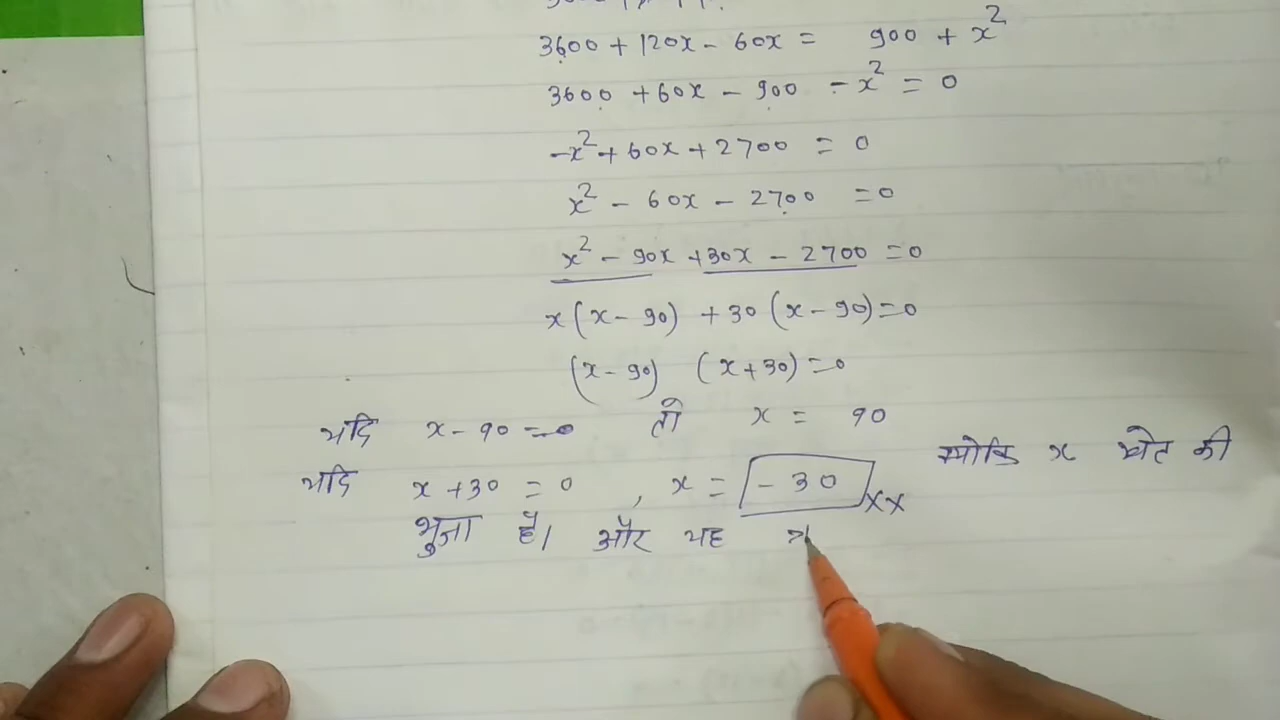 3600 + 120x - 60x = 900 + x²
3600 + 60x - 900 - x² = 0
-x² + 60x + 2700 = 0
x² - 60x - 2700 = 0
x² - 90x + 30x - 2700 = 0
x (x - 90) + 30 (x - 90) = 0
(x - 90) (x + 30) = 0
यदि x - 90 = 0 तो x = 90
यदि x + 30 = 0 , x = - 30 xx क्योकि x खेत की
भुजा है। और यह